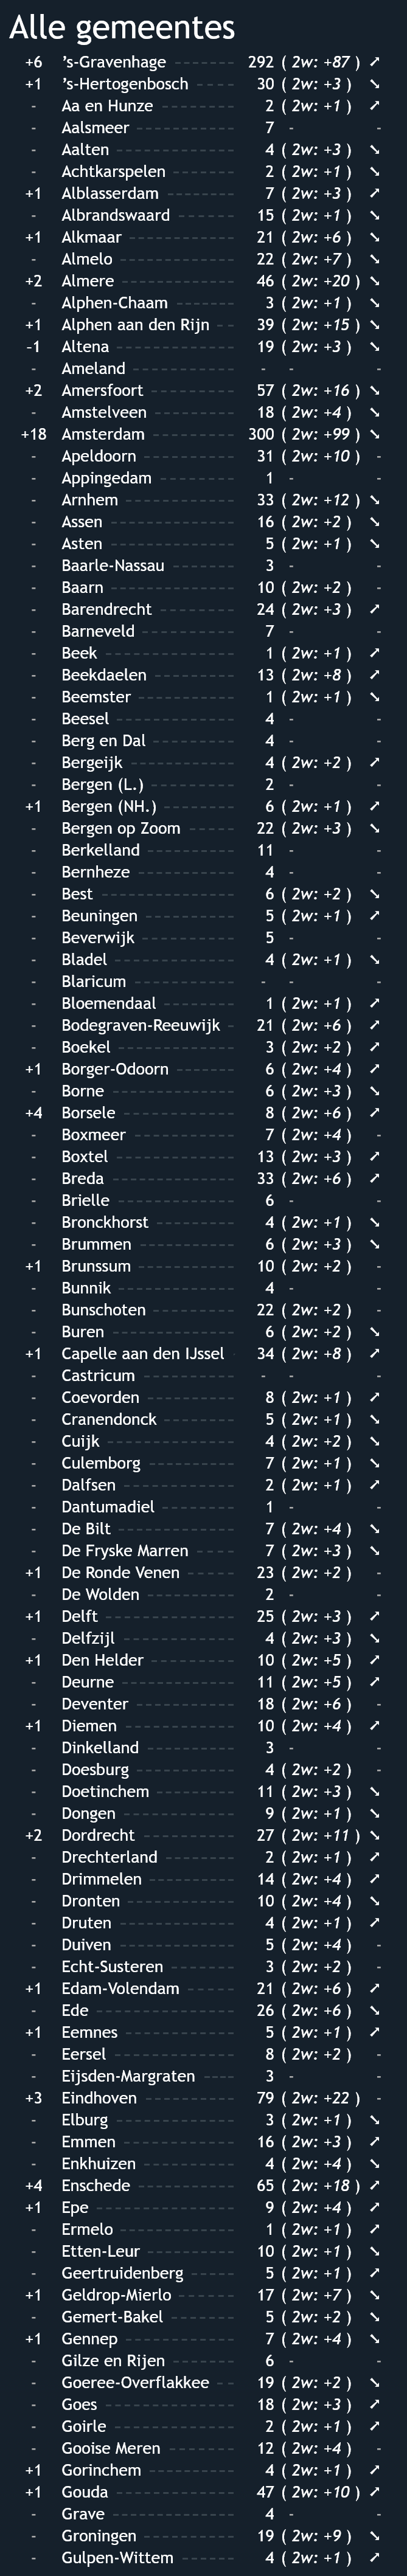 Alle gemeentes
+6 ’s-Gravenhage ------ 292 ( 2w: +87 ) ➚
+1 ’s-Hertogenbosch ---- 30 ( 2w: +3 ) ➘
- Aa en Hunze -------- 2 ( 2w: +1 ) ➚
- Aalsmeer ---------- 7 - -
- Aalten ------------ 4 ( 2w: +3 ) ➘
- Achtkarspelen ------- 2 ( 2w: +1 ) ➘
+1 Alblasserdam ------- 7 ( 2w: +3 ) ➚
- Albrandswaard ------ 15 ( 2w: +1 ) ➘
+1 Alkmaar ---------- 21 ( 2w: +6 ) ➘
- Almelo ------------ 22 ( 2w: +7 ) ➘
+2 Almere ----------- 46 ( 2w: +20 ) ➘
- Alphen-Chaam ------ 3 ( 2w: +1 ) ➘
+1 Alphen aan den Rijn -- 39 ( 2w: +15 ) ➘
-1 Altena ------------ 19 ( 2w: +3 ) ➘
- Ameland ---------- - - -
+2 Amersfoort -------- 57 ( 2w: +16 ) ➘
- Amstelveen -------- 18 ( 2w: +4 ) ➘
+18 Amsterdam -------- 300 ( 2w: +99 ) ➘
- Apeldoorn --------- 31 ( 2w: +10 ) -
- Appingedam -------- 1 - -
- Arnhem ----------- 33 ( 2w: +12 ) ➘
- Assen ------------ 16 ( 2w: +2 ) ➘
- Asten ------------ 5 ( 2w: +1 ) ➘
- Baarle-Nassau ------ 3 - -
- Baarn ------------ 10 ( 2w: +2 ) -
- Barendrecht ------- 24 ( 2w: +3 ) ➚
- Barneveld --------- 7 - -
- Beek ------------- 1 ( 2w: +1 ) ➚
- Beekdaelen -------- 13 ( 2w: +8 ) ➚
- Beemster ---------- 1 ( 2w: +1 ) ➘
- Beesel ------------ 4 - -
- Berg en Dal -------- 4 - -
- Bergeijk ---------- 4 ( 2w: +2 ) ➚
- Bergen (L.) -------- 2 - -
+1 Bergen (NH.) ------- 6 ( 2w: +1 ) ➚
- Bergen op Zoom ----- 22 ( 2w: +3 ) ➘
- Berkelland --------- 11 - -
- Bernheze ---------- 4 - -
- Best ------------- 6 ( 2w: +2 ) ➘
- Beuningen --------- 5 ( 2w: +1 ) ➚
- Beverwijk --------- 5 - -
- Bladel ------------ 4 ( 2w: +1 ) ➘
- Blaricum ---------- - - -
- Bloemendaal ------- 1 ( 2w: +1 ) ➚
- Bodegraven-Reeuwijk - 21 ( 2w: +6 ) ➚
- Boekel ------------ 3 ( 2w: +2 ) ➚
+1 Borger-Odoorn ------ 6 ( 2w: +4 ) ➚
- Borne ------------ 6 ( 2w: +3 ) ➘
+4 Borsele ----------- 8 ( 2w: +6 ) ➚
- Boxmeer ---------- 7 ( 2w: +4 ) -
- Boxtel ------------ 13 ( 2w: +3 ) ➚
- Breda ------------ 33 ( 2w: +6 ) ➚
- Brielle ------------ 6 - -
- Bronckhorst -------- 4 ( 2w: +1 ) ➘
- Brummen --------- 6 ( 2w: +3 ) ➘
+1 Brunssum --------- 10 ( 2w: +2 ) -
- Bunnik ----------- 4 - -
- Bunschoten -------- 22 ( 2w: +2 ) -
- Buren ------------ 6 ( 2w: +2 ) ➘
+1 Capelle aan den IJssel - 34 ( 2w: +8 ) ➚
- Castricum --------- - - -
- Coevorden --------- 8 ( 2w: +1 ) ➚
- Cranendonck ------- 5 ( 2w: +1 ) ➘
- Cuijk ------------ 4 ( 2w: +2 ) ➘
- Culemborg --------- 7 ( 2w: +1 ) ➘
- Dalfsen ----------- 2 ( 2w: +1 ) ➚
- Dantumadiel ------- 1 - -
- De Bilt ----------- 7 ( 2w: +4 ) ➘
- De Fryske Marren ---- 7 ( 2w: +3 ) ➘
+1 De Ronde Venen ----- 23 ( 2w: +2 ) -
- De Wolden --------- 2 - -
+1 Delft ------------ 25 ( 2w: +3 ) ➚
- Delfzijl ----------- 4 ( 2w: +3 ) ➘
+1 Den Helder -------- 10 ( 2w: +5 ) ➚
- Deurne ----------- 11 ( 2w: +5 ) ➚
- Deventer ---------- 18 ( 2w: +6 ) -
+1 Diemen ----------- 10 ( 2w: +4 ) ➚
- Dinkelland --------- 3 - -
- Doesburg ---------- 4 ( 2w: +2 ) -
- Doetinchem -------- 11 ( 2w: +3 ) ➘
- Dongen ----------- 9 ( 2w: +1 ) ➘
+2 Dordrecht --------- 27 ( 2w: +11 ) ➘
- Drechterland ------- 2 ( 2w: +1 ) ➚
- Drimmelen -------- 14 ( 2w: +4 ) ➚
- Dronten ---------- 10 ( 2w: +4 ) ➘
- Druten ----------- 4 ( 2w: +1 ) ➚
- Duiven ----------- 5 ( 2w: +4 ) -
- Echt-Susteren ------- 3 ( 2w: +2 ) -
+1 Edam-Volendam ----- 21 ( 2w: +6 ) ➚
- Ede -------------- 26 ( 2w: +6 ) ➘
+1 Eemnes ----------- 5 ( 2w: +1 ) ➚
- Eersel ------------ 8 ( 2w: +2 ) -
- Eijsden-Margraten ---- 3 - -
+3 Eindhoven --------- 79 ( 2w: +22 ) -
- Elburg ------------ 3 ( 2w: +1 ) ➘
- Emmen ----------- 16 ( 2w: +3 ) ➚
- Enkhuizen --------- 4 ( 2w: +4 ) ➘
+4 Enschede ---------- 65 ( 2w: +18 ) ➚
+1 Epe -------------- 9 ( 2w: +4 ) ➚
- Ermelo ----------- 1 ( 2w: +1 ) ➚
- Etten-Leur --------- 10 ( 2w: +1 ) ➘
- Geertruidenberg ----- 5 ( 2w: +1 ) ➚
+1 Geldrop-Mierlo ------ 17 ( 2w: +7 ) ➘
- Gemert-Bakel ------- 5 ( 2w: +2 ) ➘
+1 Gennep ----------- 7 ( 2w: +4 ) ➘
- Gilze en Rijen ------- 6 - -
- Goeree-Overflakkee -- 19 ( 2w: +2 ) ➘
- Goes ------------- 18 ( 2w: +3 ) ➚
- Goirle ------------ 2 ( 2w: +1 ) ➚
- Gooise Meren ------- 12 ( 2w: +4 ) -
+1 Gorinchem --------- 4 ( 2w: +1 ) ➚
+1 Gouda ------------ 47 ( 2w: +10 ) ➚
- Grave ------------ 4 - -
- Groningen --------- 19 ( 2w: +9 ) ➘
- Gulpen-Wittem ------ 4 ( 2w: +1 ) ➚